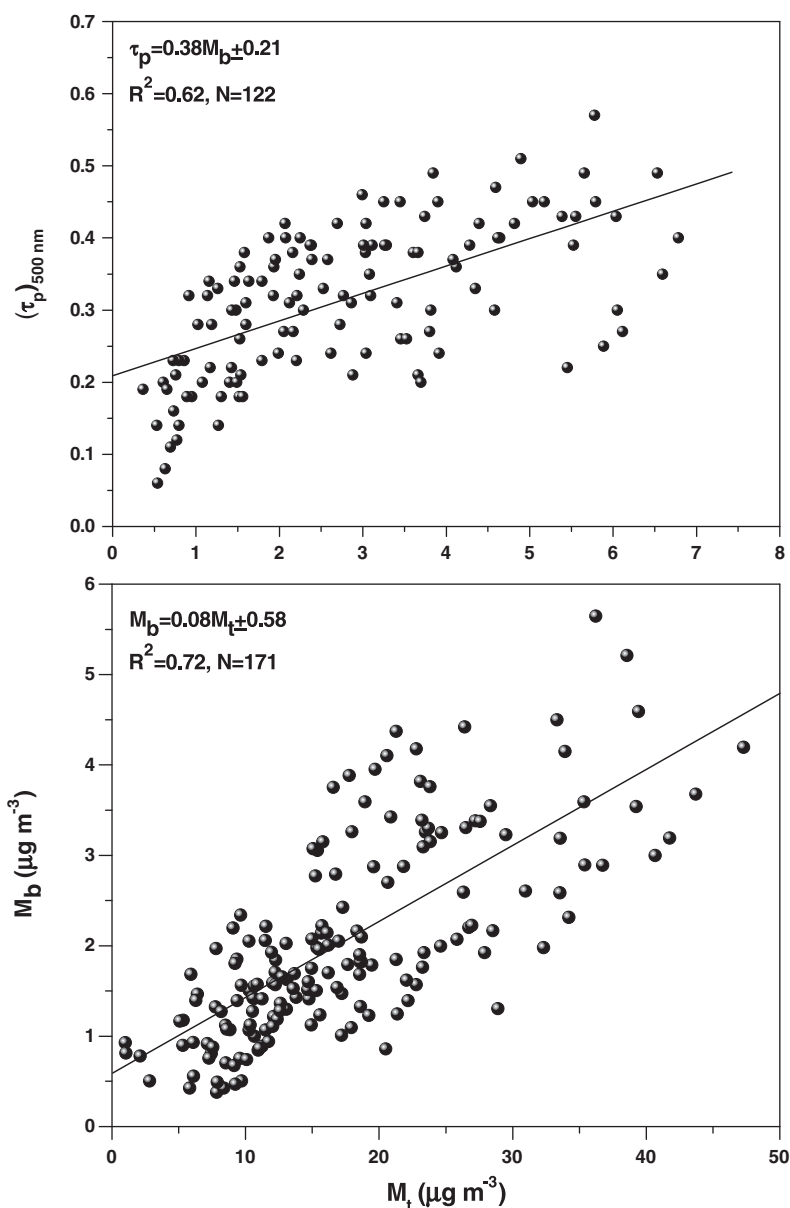 0.7
τp=0.38Mb±0.21
R²=0.62, N=122
0.6
0.5
0.4
(τp)500 nm
0.3
0.2
0.1
0.0
0 1 2 3 4 5 6 7 8
6
Mb=0.08Mt±0.58
R²=0.72, N=171
5
4
3
Mb (μg m⁻³)
2
1
0
0 10 20 30 40 50
Mt (μg m⁻³)